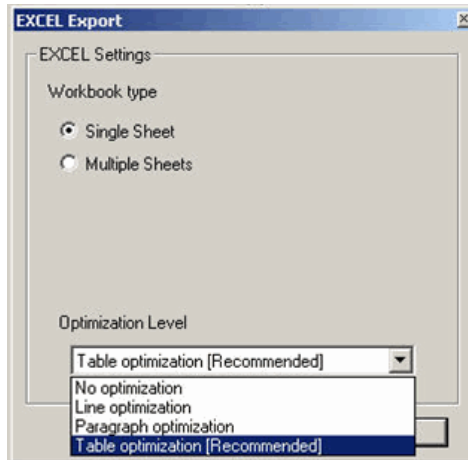 EXCEL Export
EXCEL Settings
Workbook type
Single Sheet
Multiple Sheets
Optimization Level
Table optimization [Recommended]
No optimization
Line optimization
Paragraph optimization
Table optimization [Recommended]